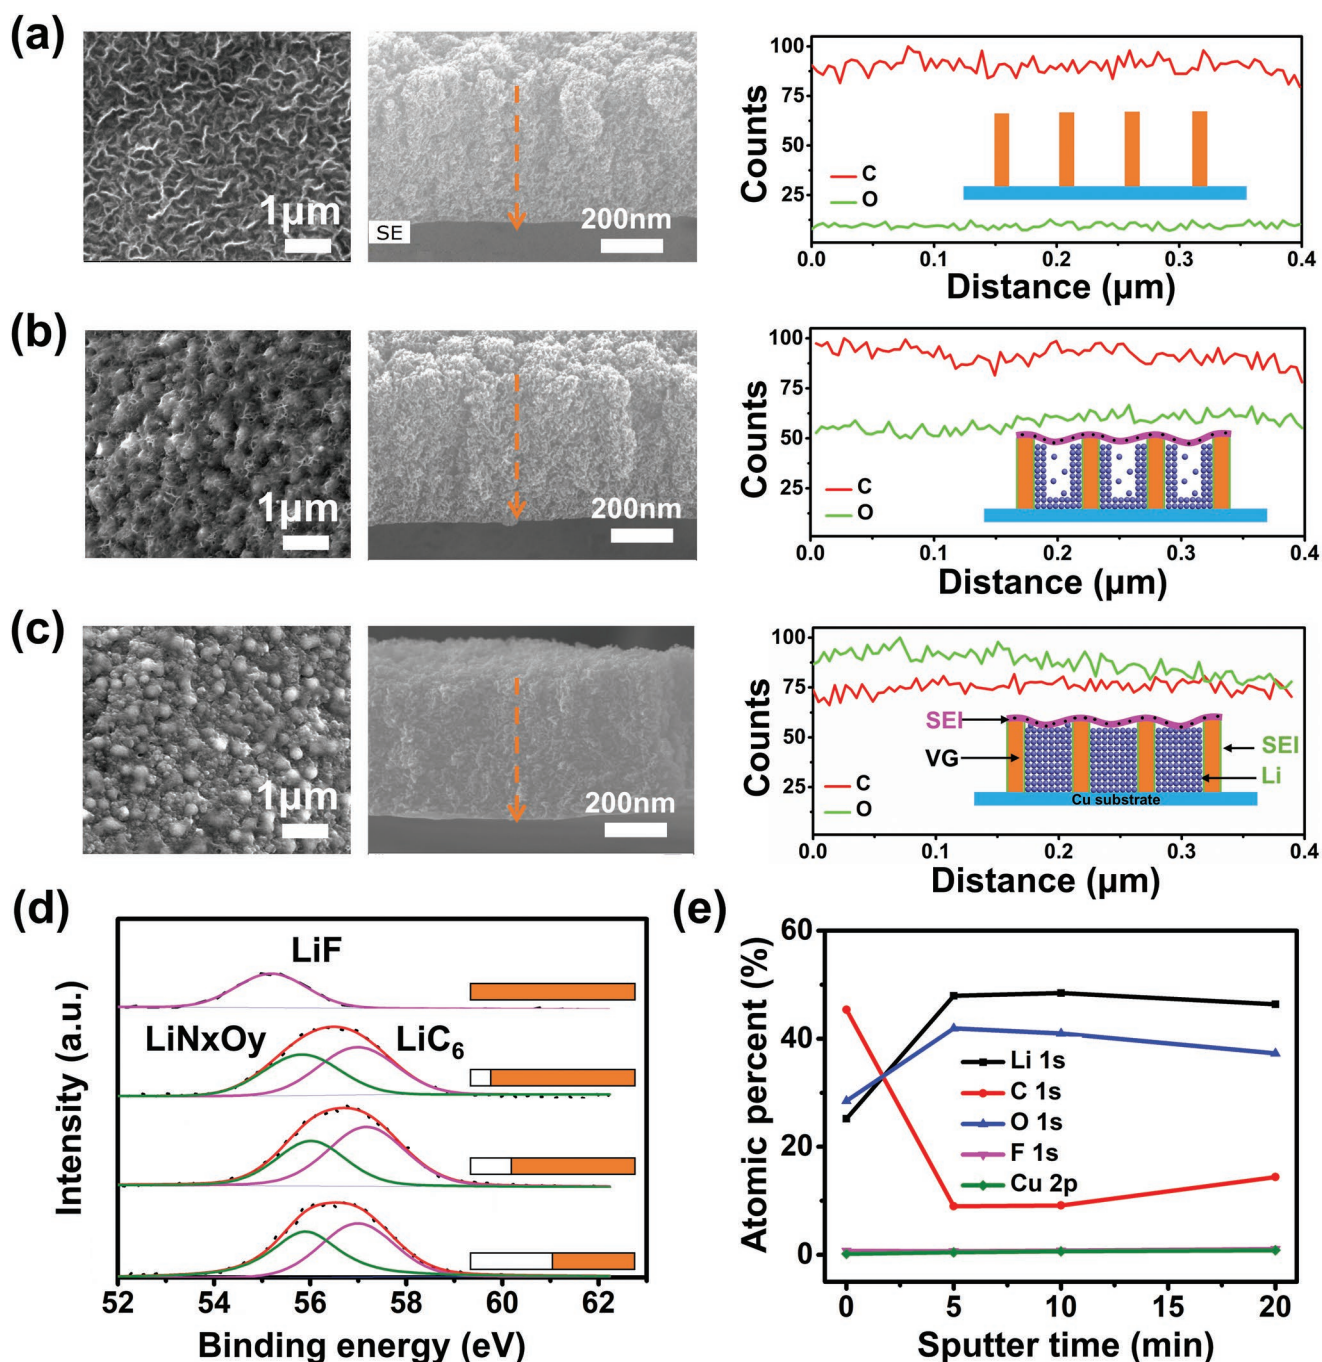 (a)
1μm
SE
200nm
Counts
100
75
50
25
C
O
0.0 0.1 0.2 0.3 0.4
Distance (μm)
(b)
1μm
200nm
Counts
100
75
50
25
C
O
0.0 0.1 0.2 0.3 0.4
Distance (μm)
(c)
1μm
200nm
Counts
100
75
50
25
SEI
VG
SEI
Li
C
O
Cu substrate
0.0 0.1 0.2 0.3 0.4
Distance (μm)
(d)
Intensity (a.u.)
LiF
LiNxOy
LiC6
52 54 56 58 60 62
Binding energy (eV)
(e)
Atomic percent (%)
60
40
20
0
Li 1s
C 1s
O 1s
F 1s
Cu 2p
0 5 10 15 20
Sputter time (min)